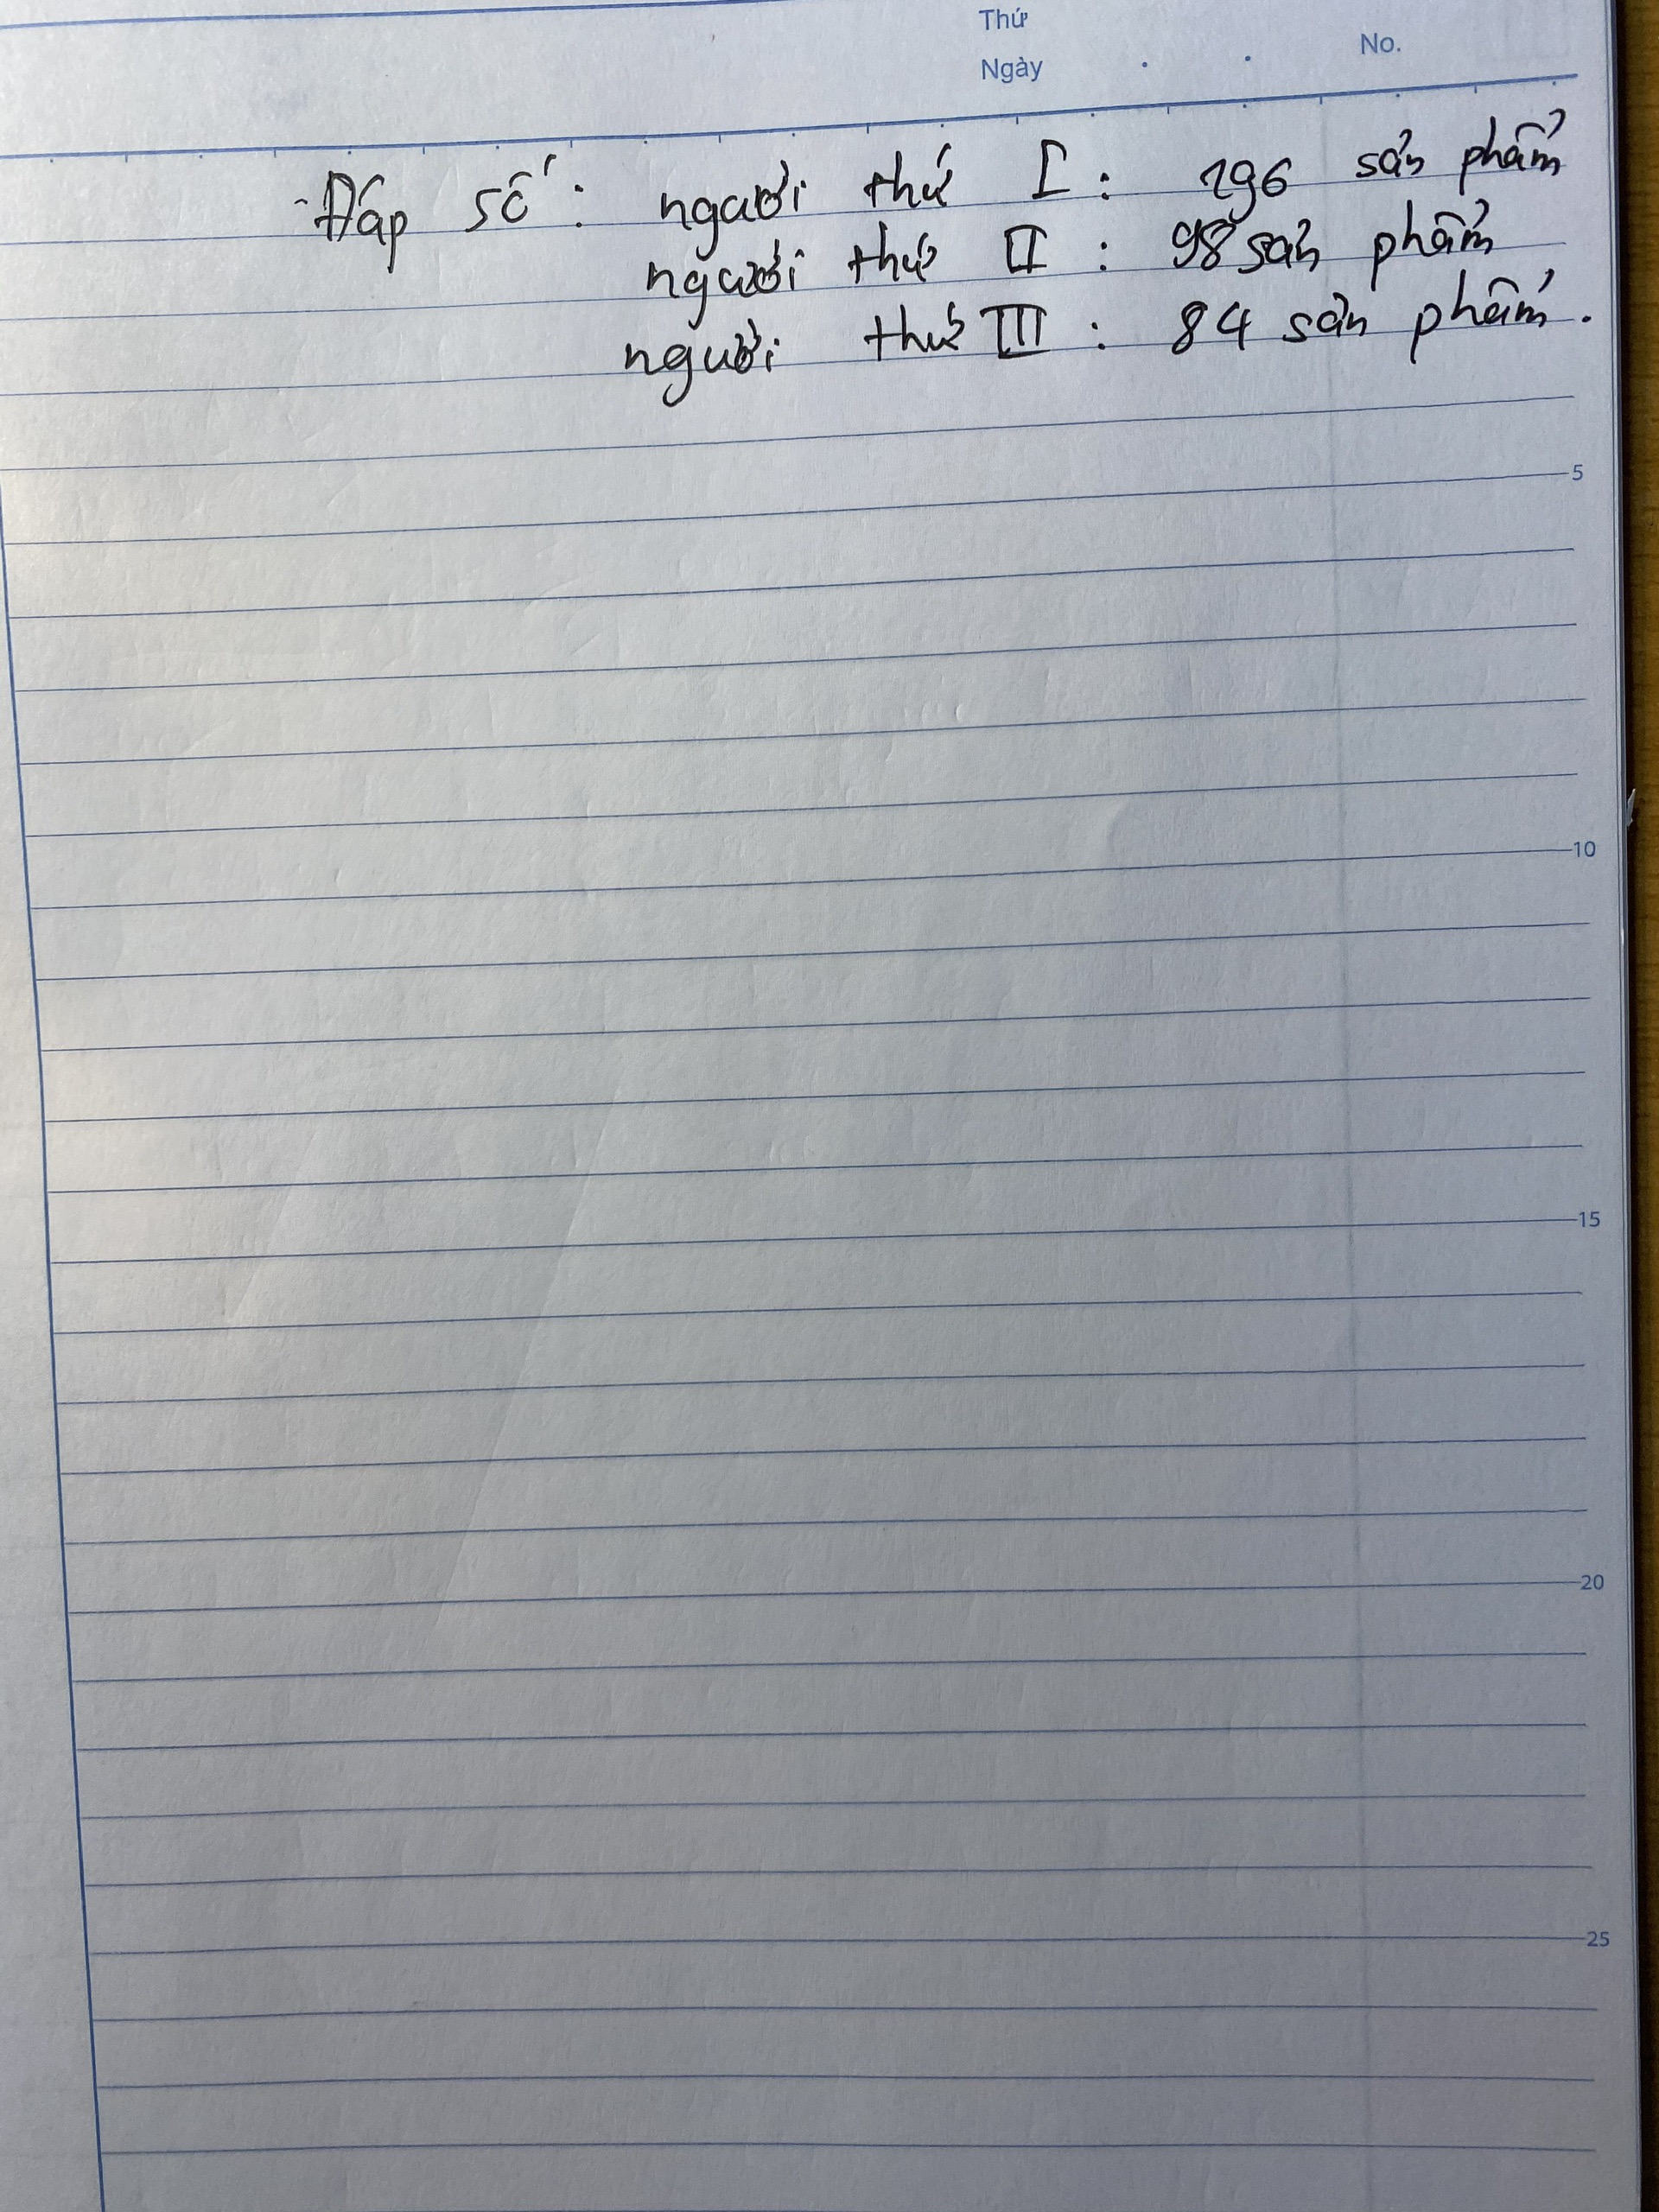 Thứ
Ngày No.
Đáp số: người thứ I : 196 sản phẩm
người thứ II : 98 sản phẩm
người thứ III : 84 sản phẩm.
5
10
15
20
25